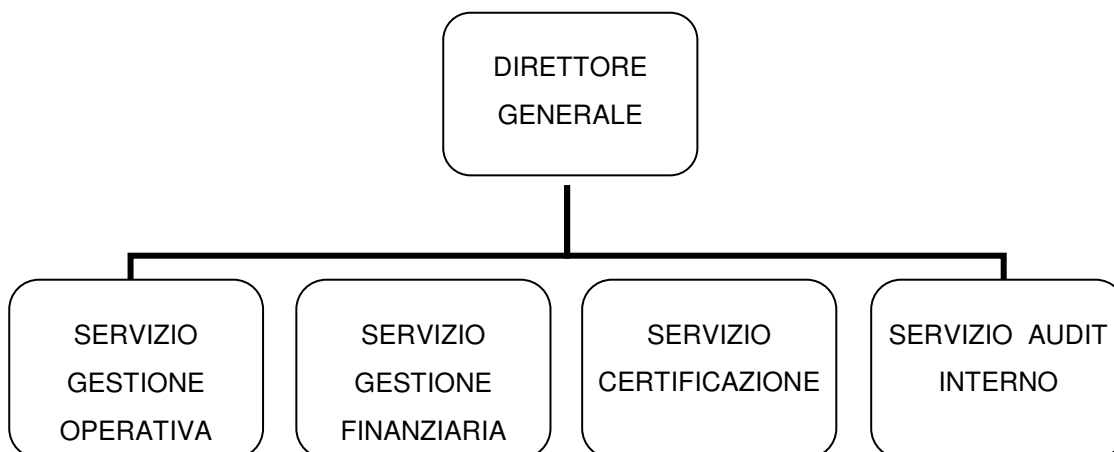 DIRETTORE
GENERALE
SERVIZIO
GESTIONE
OPERATIVA
SERVIZIO
GESTIONE
FINANZIARIA
SERVIZIO
CERTIFICAZIONE
SERVIZIO AUDIT
INTERNO